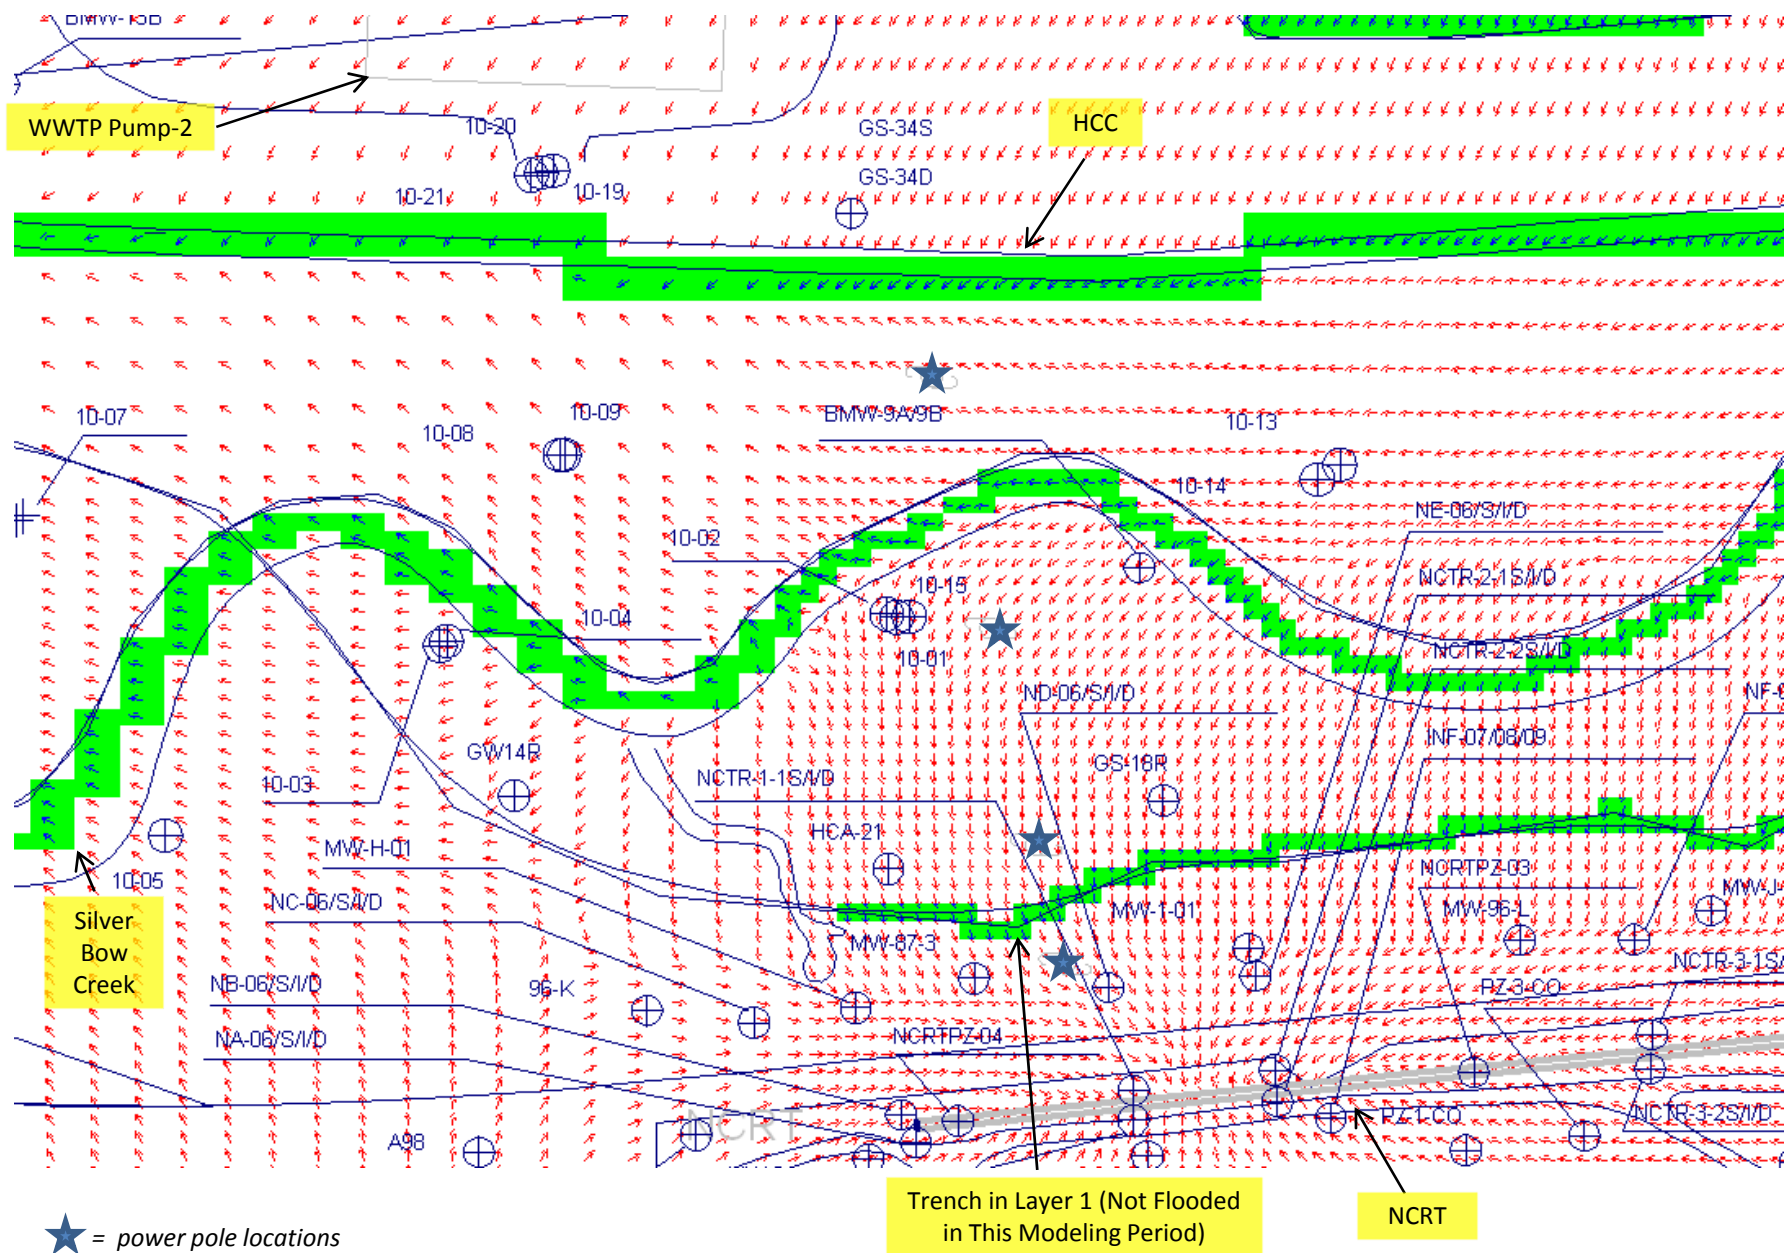 BMW-13B
WWTP Pump-2
10-20
GS-34S
HCC
10-21
10-19
GS-34D
10-07
10-08
10-09
BMW-9A/9B
10-13
10-14
NE-06/S/I/D
10-02
10-15
NCTR-2-1S/I/D
10-04
10-01
NCTR-2-2S/I/D
ND-06/S/I/D
INF-07/08/09
GW14R
NCTR-1-1S/I/D
GS-18R
10-03
HCA-21
MW-H-01
10-05
NCRTPZ-03
Silver
Bow
Creek
NC-06/S/I/D
MW-1-01
MW-96-L
MW-87-3
NB-06/S/I/D
96-K
NCTR-3-1S/
PZ-3-CO
NA-06/S/I/D
NCRTPZ-04
NCRT
PZ-1-CO
NCTR-3-2S/I/D
A98
Trench in Layer 1 (Not Flooded
in This Modeling Period)
NCRT
= power pole locations